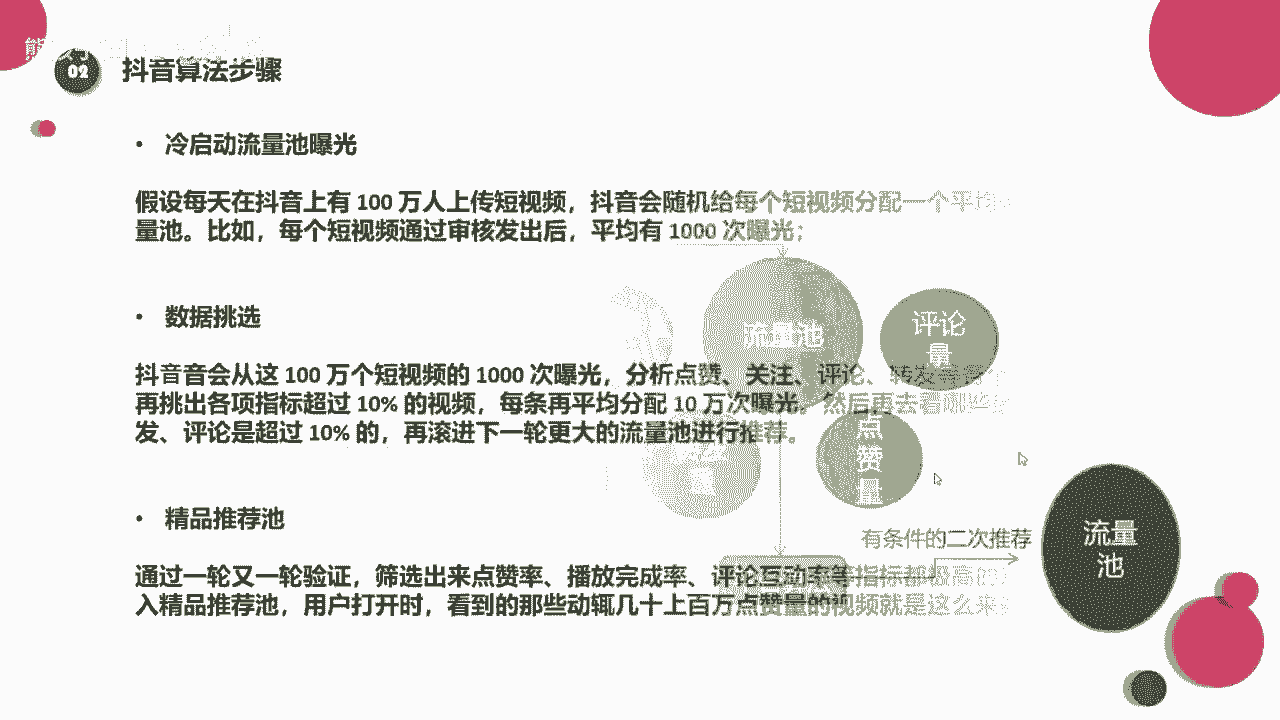 02 抖音算法步骤
• 冷启动流量池曝光
假设每天在抖音上有 100 万人上传短视频，抖音会随机给每个短视频分配一个平均
量池。比如，每个短视频通过审核发出后，平均有 1000 次曝光；
• 数据挑选
流量池
评论
量
抖音音会从这 100 万个短视频的 1000 次曝光，分析点赞、关注、评论、转发等
再挑出各项指标超过 10% 的视频，每条再平均分配 10 万次曝光。然后再去看哪些
发、评论是超过 10% 的，再滚进下一轮更大的流量池进行推荐。
点
赞
量
量
• 精品推荐池
有条件的二次推荐
流量
池
通过一轮又一轮验证，筛选出来点赞率、播放完成率、评论互动率等指标都极高的
入精品推荐池，用户打开时，看到的那些动辄几十上百万点赞量的视频就是这么来